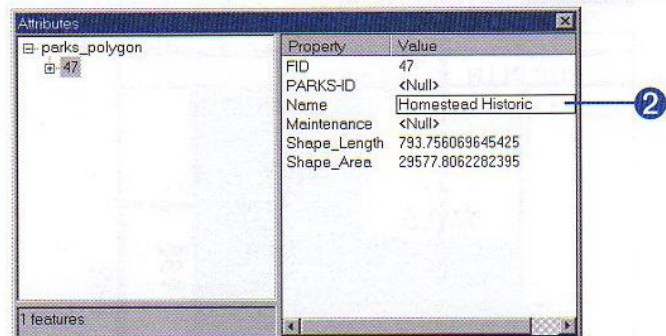 Attributes
parks_polygon
47
Property Value
FID 47
PARKS-ID <Null>
Name Homestead Historic
Maintenance <Null>
Shape_Length 793.756069645425
Shape_Area 29577.8062282395
2
1 features